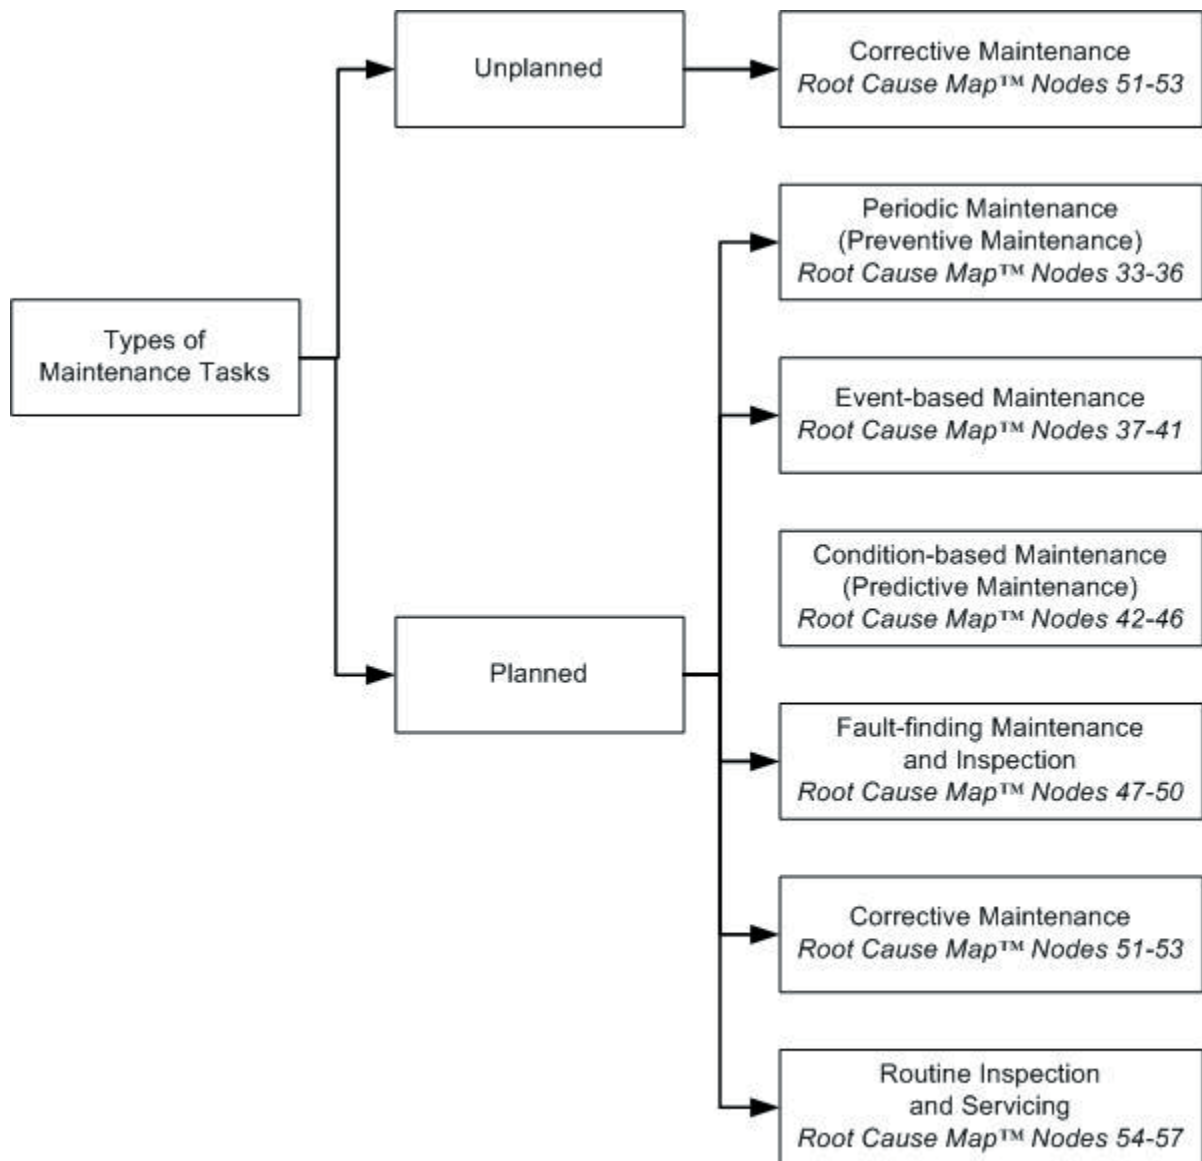 Unplanned
Corrective Maintenance
Root Cause Map™ Nodes 51-53
Periodic Maintenance
(Preventive Maintenance)
Root Cause Map™ Nodes 33-36
Types of
Maintenance Tasks
Event-based Maintenance
Root Cause Map™ Nodes 37-41
Condition-based Maintenance
(Predictive Maintenance)
Root Cause Map™ Nodes 42-46
Planned
Fault-finding Maintenance
and Inspection
Root Cause Map™ Nodes 47-50
Corrective Maintenance
Root Cause Map™ Nodes 51-53
Routine Inspection
and Servicing
Root Cause Map™ Nodes 54-57